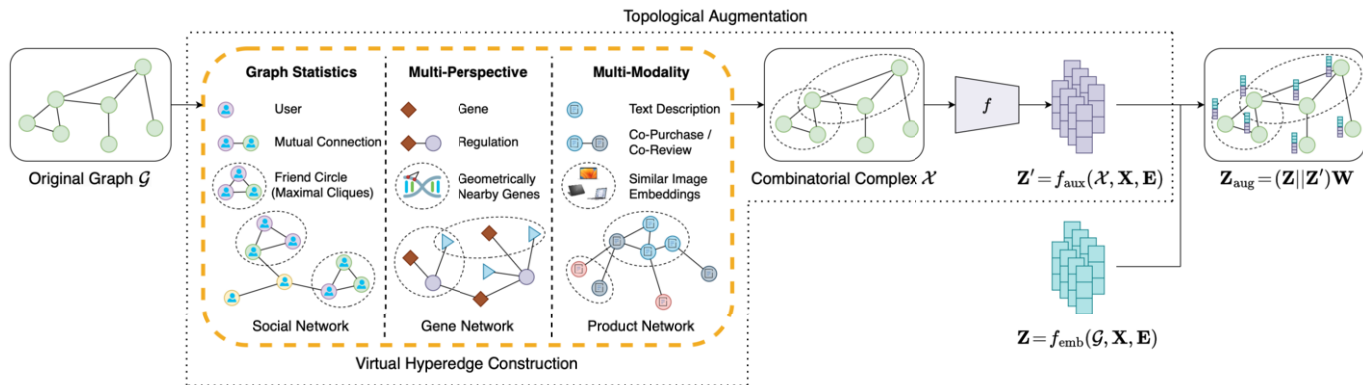 Topological Augmentation
Original Graph 𝒢
Graph Statistics
User
Mutual Connection
Friend Circle
(Maximal Cliques)
Social Network
Multi-Perspective
Gene
Regulation
Geometrically
Nearby Genes
Gene Network
Multi-Modality
Text Description
Co-Purchase /
Co-Review
Similar Image
Embeddings
Product Network
Virtual Hyperedge Construction
Combinatorial Complex 𝒳
f
Z′ = f_aux(𝒳, X, E)
Z = f_emb(𝒢, X, E)
Z_aug = (Z||Z′)W